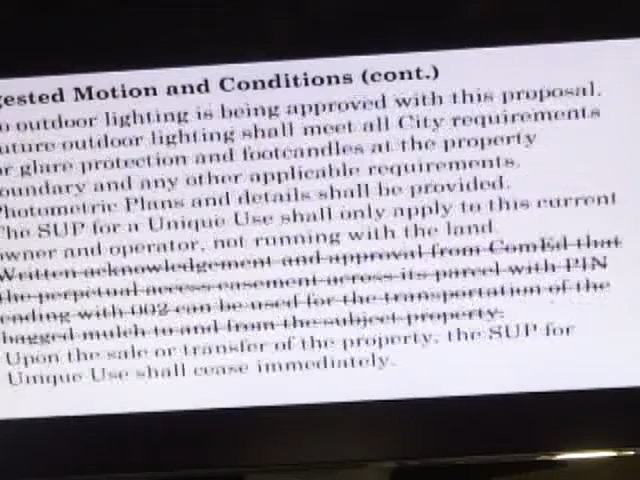 gested Motion and Conditions (cont.)
o outdoor lighting is being approved with this proposal.
uture outdoor lighting shall meet all City requirements
or glare protection and footcandles at the property
oundary and any other applicable requirements.
Photometric Plans and details shall be provided.
The SUP for a Unique Use shall only apply to this current
owner and operator, not running with the land
Written acknowledgement and approval from ComEd that
the perpetual access easement across its parcel with PIN
ending with 002 can be used for the transportation of the
bagged mulch to and from the subject property.
Upon the sale or transfer of the property, the SUP for
Unique Use shall cease immediately.